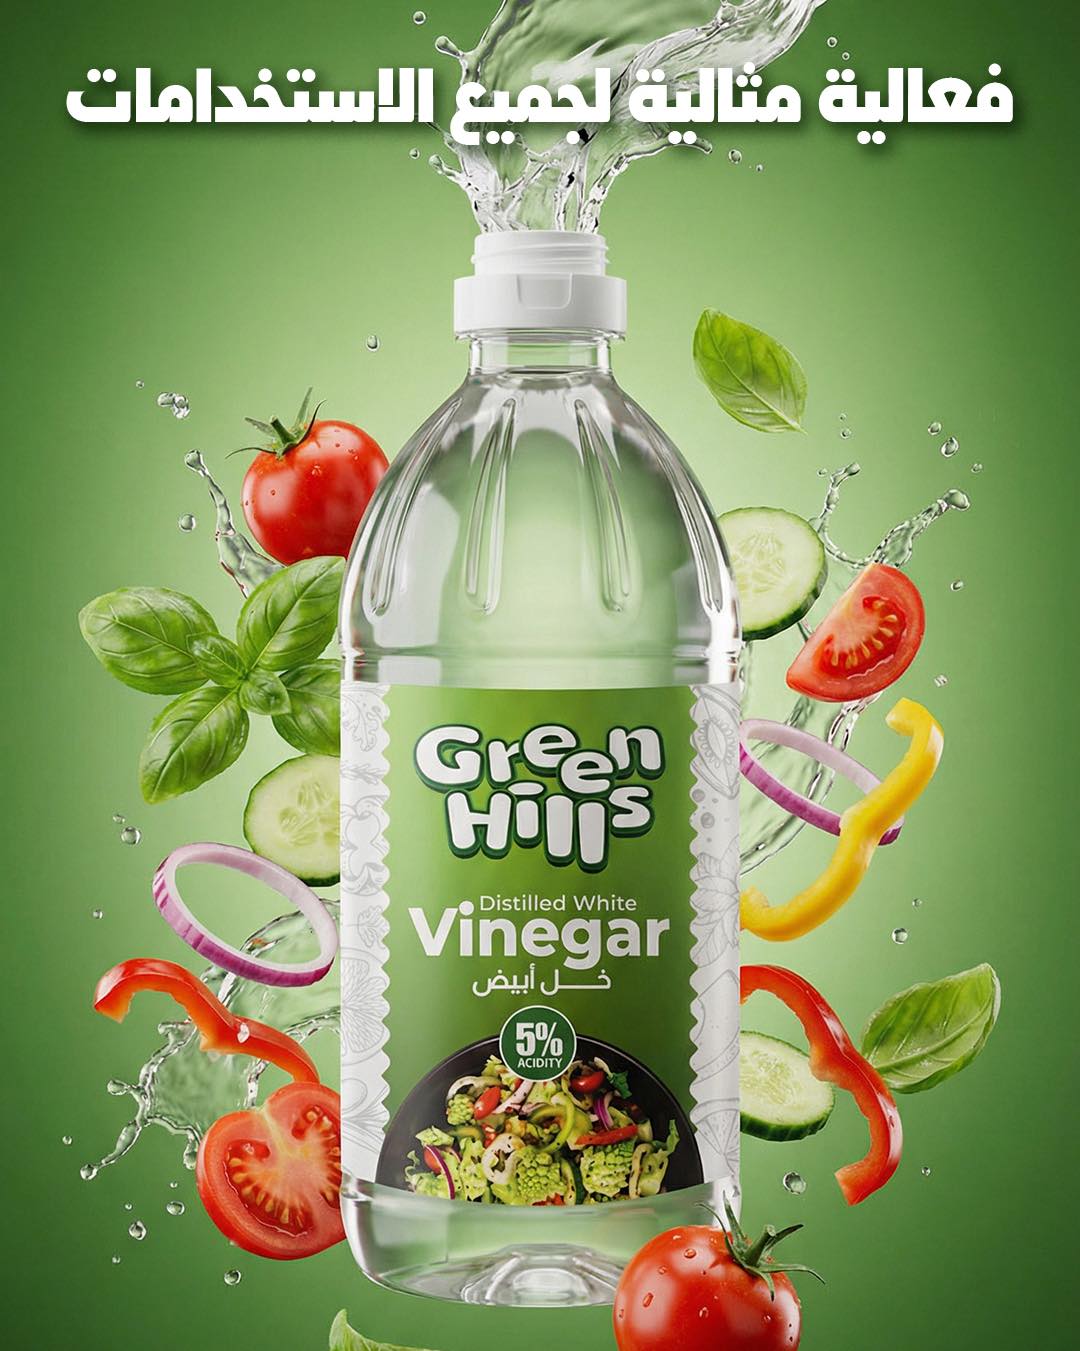 فعالية مثالية لجميع الاستخدامات
Green
Hills
Distilled White
Vinegar
خل أبيض
5%
ACIDITY